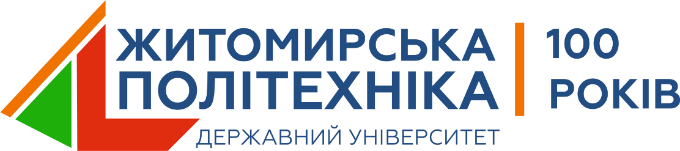 ЖИТОМИРСЬКА
ПОЛІТЕХНІКА
ДЕРЖАВНИЙ УНІВЕРСИТЕТ
100
РОКІВ